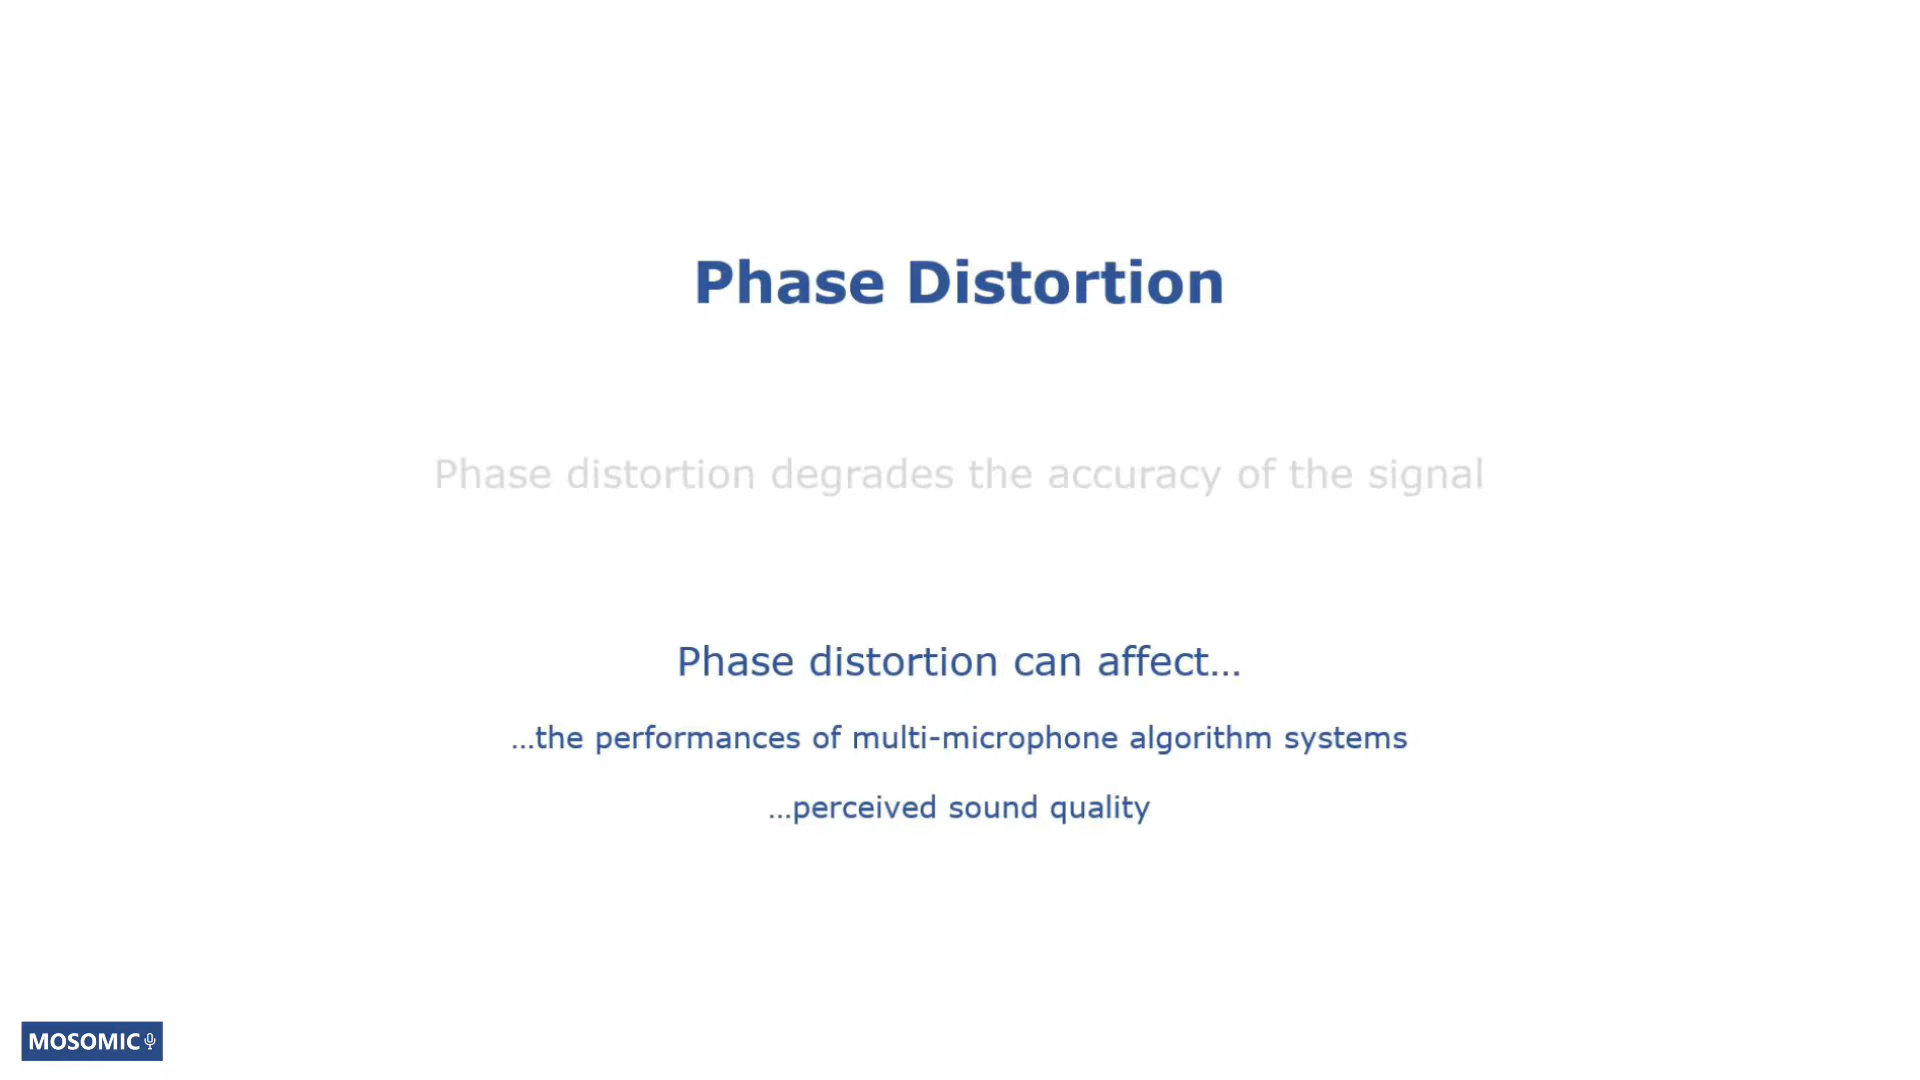 Phase Distortion
Phase distortion degrades the accuracy of the signal
Phase distortion can affect...
...the performances of multi-microphone algorithm systems
...perceived sound quality
MOSOMIC